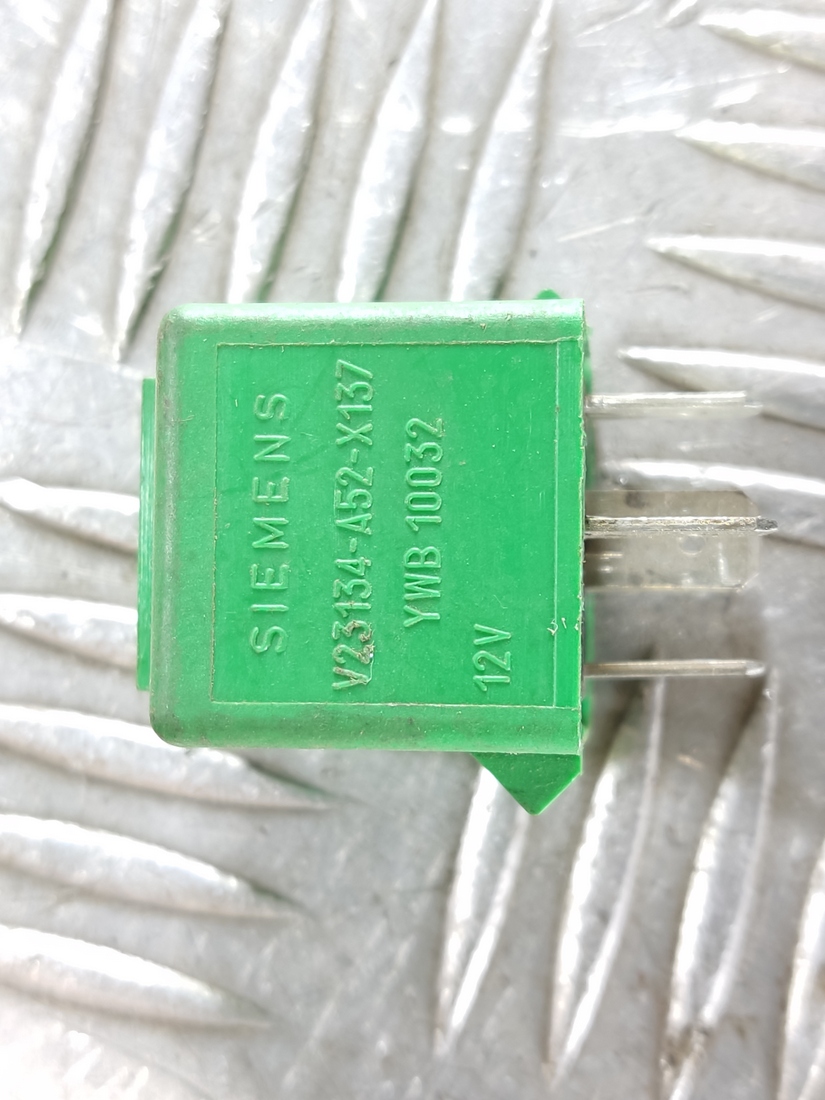 SIEMENS
V23134-A52-X137
YWB 10032
12V